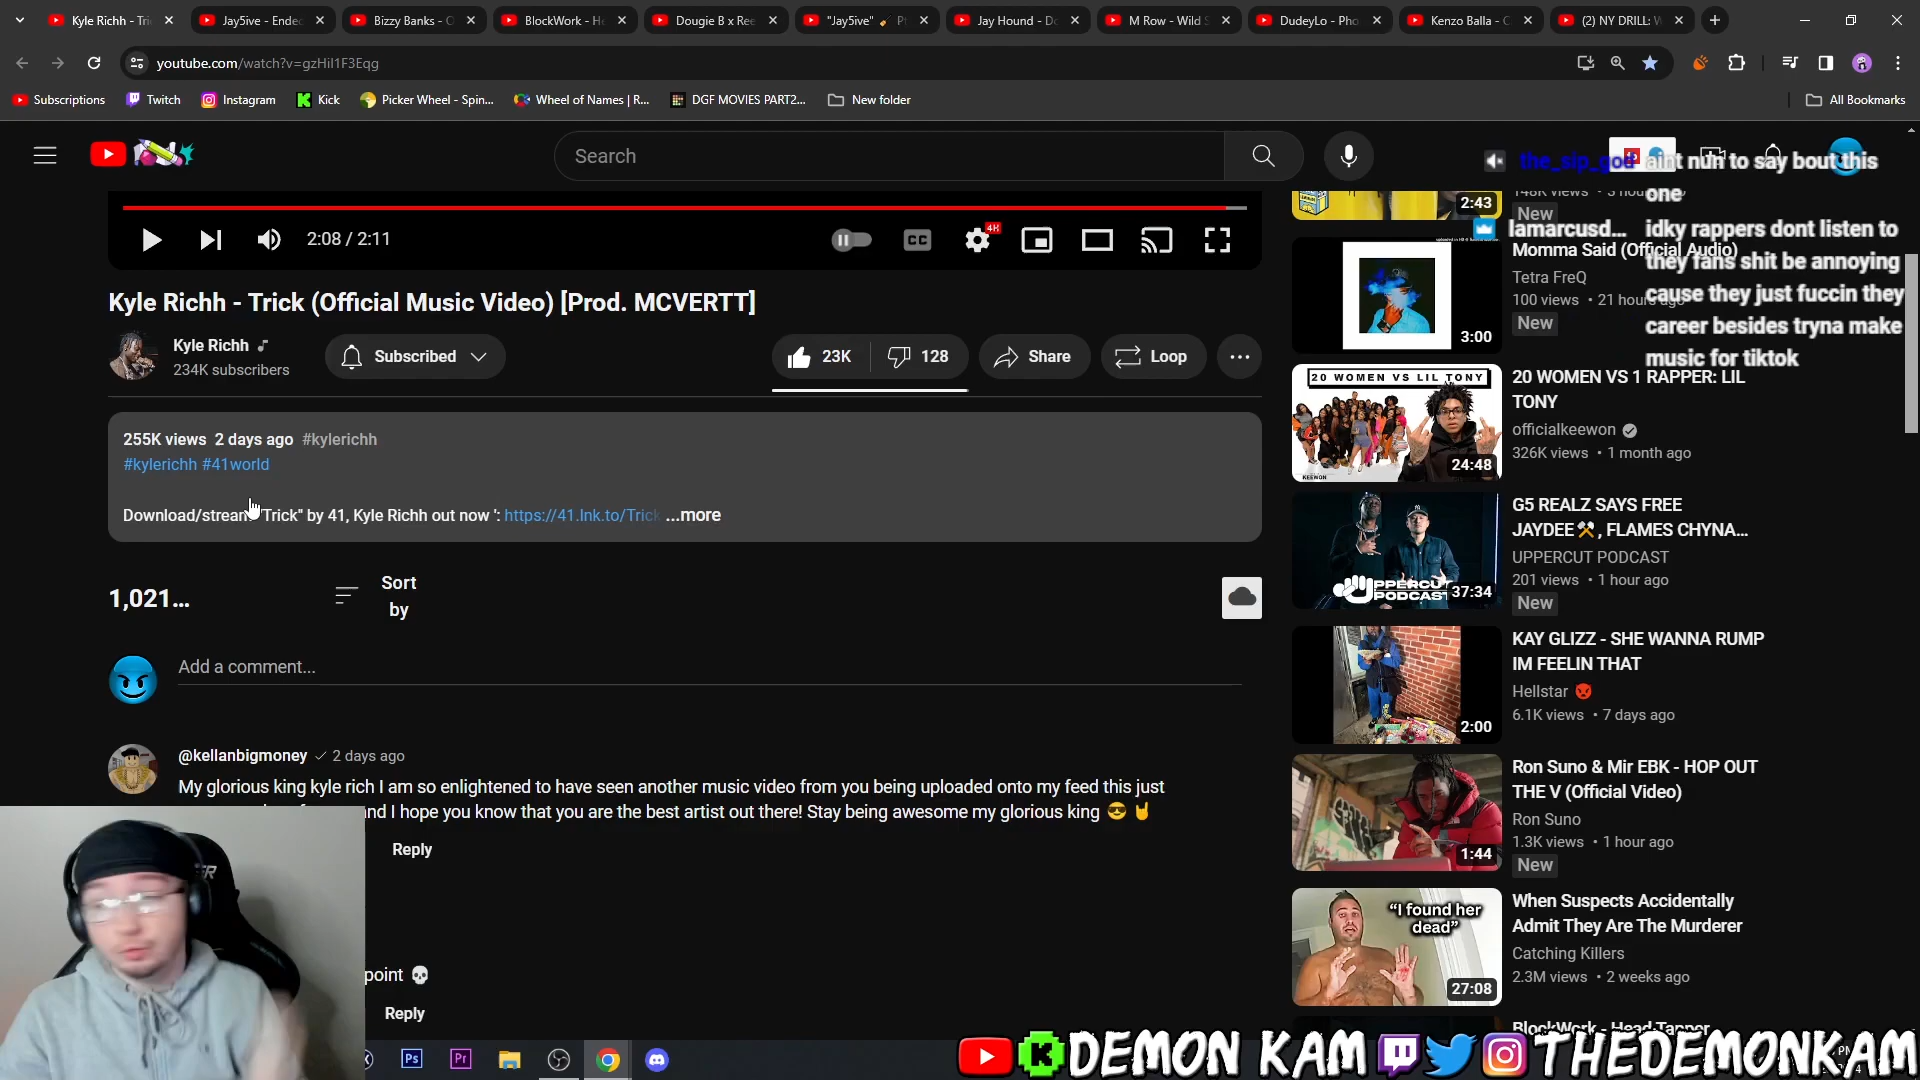 Kyle Richh - Tri
Jay5ive - Endec
Bizzy Banks - O
BlockWork - He
Dougie B x Ree
"Jay5ive"
Jay Hound - Do
M Row - Wild S
DudeyLo - Pho
Kenzo Balla - C
(2) NY DRILL: W
youtube.com/watch?v=gzHiI1F3Eqg
Subscriptions
Twitch
Instagram
Kick
Picker Wheel - Spin...
Wheel of Names | R...
DGF MOVIES PART2...
New folder
All Bookmarks
Search
the_sip_god aint nun to say bout this
one
lamarcusd... idky rappers dont listen to
they fans shit be annoying
cause they just fuccin they
career besides tryna make
music for tiktok
2:08 / 2:11
CC
Kyle Richh - Trick (Official Music Video) [Prod. MCVERTT]
Kyle Richh
234K subscribers
Subscribed
23K
128
Share
Loop
255K views 2 days ago #kylerichh
#kylerichh #41world
Download/stream "Trick" by 41, Kyle Richh out now ': https://41.lnk.to/Trick ...more
1,021...
Sort
by
Add a comment...
@kellanbigmoney 2 days ago
My glorious king kyle rich I am so enlightened to have seen another music video from you being uploaded onto my feed this just
and I hope you know that you are the best artist out there! Stay being awesome my glorious king 😎 🤘
Reply
point 💀
Reply
2:43
148K views
New
Momma Said (Official Audio)
Tetra FreQ
100 views • 21 hours ago
New
3:00
20 WOMEN VS LIL TONY
KEEWON
24:48
20 WOMEN VS 1 RAPPER: LIL
TONY
officialkeewon
326K views • 1 month ago
UPPERCUT
PODCAST
37:34
G5 REALZ SAYS FREE
JAYDEE⚒️, FLAMES CHYNA...
UPPERCUT PODCAST
201 views • 1 hour ago
New
2:00
KAY GLIZZ - SHE WANNA RUMP
IM FEELIN THAT
Hellstar 😡
6.1K views • 7 days ago
1:44
Ron Suno & Mir EBK - HOP OUT
THE V (Official Video)
Ron Suno
1.3K views • 1 hour ago
New
"I found her
dead"
27:08
When Suspects Accidentally
Admit They Are The Murderer
Catching Killers
2.3M views • 2 weeks ago
BlockWork - Head Tapper
Ps
Pr
K DEMON KAM THEDEMONKAM